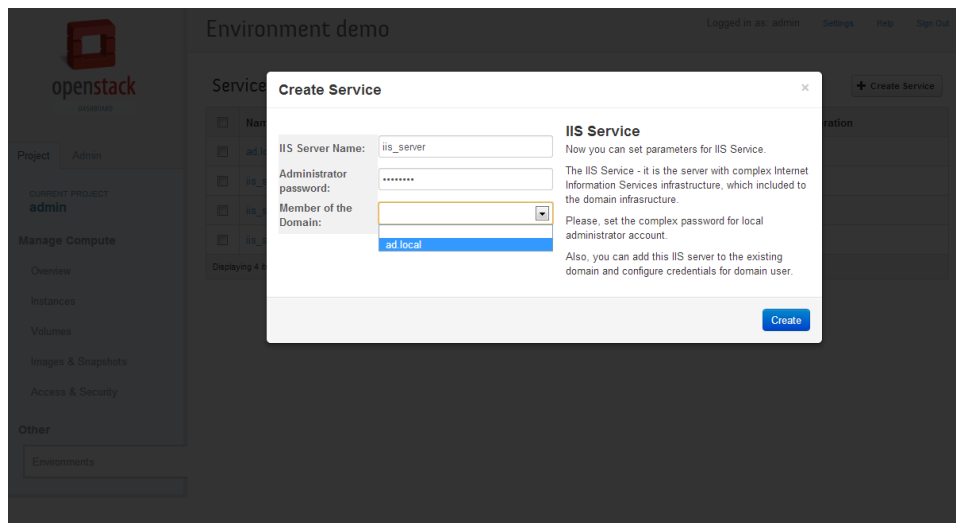 Environment demo
Logged in as: admin
Settings
Help
Sign Out
openstack
DASHBOARD
Service
Create Service
×
Create Service
Project
Admin
CURRENT PROJECT
admin
Manage Compute
Overview
Instances
Volumes
Images & Snapshots
Access & Security
Other
Environments
IIS Server Name:
iis_server
Administrator
password:
••••••••
Member of the
Domain:
ad.local
IIS Service
Now you can set parameters for IIS Service.
The IIS Service - it is the server with complex Internet
Information Services infrastructure, which included to
the domain infrasructure.
Please, set the complex password for local
administrator account.
Also, you can add this IIS server to the existing
domain and configure credentials for domain user.
Create
Displaying 4